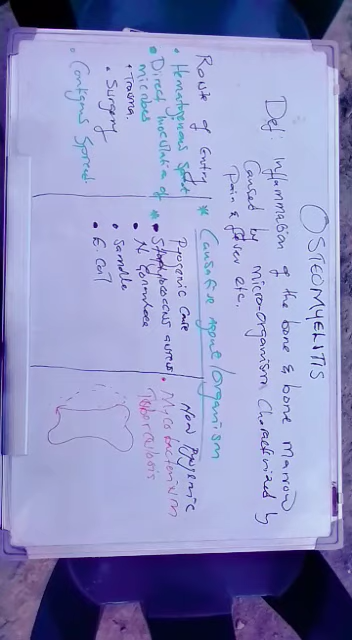 OSTEOMYELITIS
Def: Inflammation of the bone & bone marrow
Caused by micro-organism characterized by
Pain & fever etc.
* Causative Agent/Organism
Route of Entry
• Hematogenous Spread
• Direct Inoculation of
microbes
• Trauma.
• Surgery
• Contiguous Spread
Pyogenic Case
* • Staphylococcus aureus
• N.
•
• E Coli
Non Pyogenic
• Mycobacterium
Tuberculosis